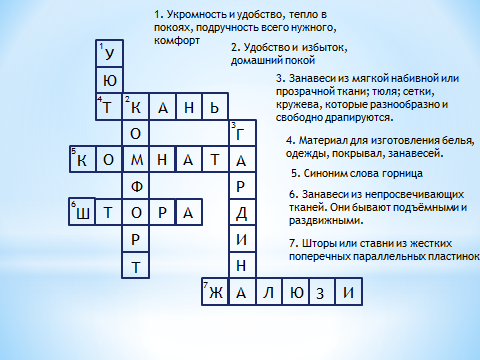 1. Укромность и удобство, тепло в
покоях, подручность всего нужного,
комфорт
2. Удобство и избыток,
домашний покой
3. Занавеси из мягкой набивной или
прозрачной ткани; тюля; сетки,
кружева, которые разнообразно и
свободно драпируются.
4. Материал для изготовления белья,
одежды, покрывал, занавесей.
5. Синоним слова горница
6. Занавеси из непросвечивающих
тканей. Они бывают подъёмными и
раздвижными.
7. Шторы или ставни из жестких
поперечных параллельных пластинок
1 У
Ю
4 Т 2 К А Н Ь
О 3 Г
5 К О М Н А Т А
Ф Р
6 Ш Т О Р А Д
Р И
Т Н
7 Ж А Л Ю З И